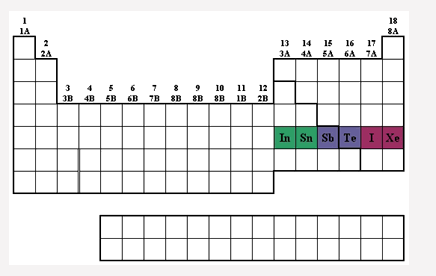 1 18
1A 8A
2 13 14 15 16 17
2A 3A 4A 5A 6A 7A
3 4 5 6 7 8 9 10 11 12
3B 4B 5B 6B 7B 8B 8B 8B 1B 2B
In Sn Sb Te I Xe